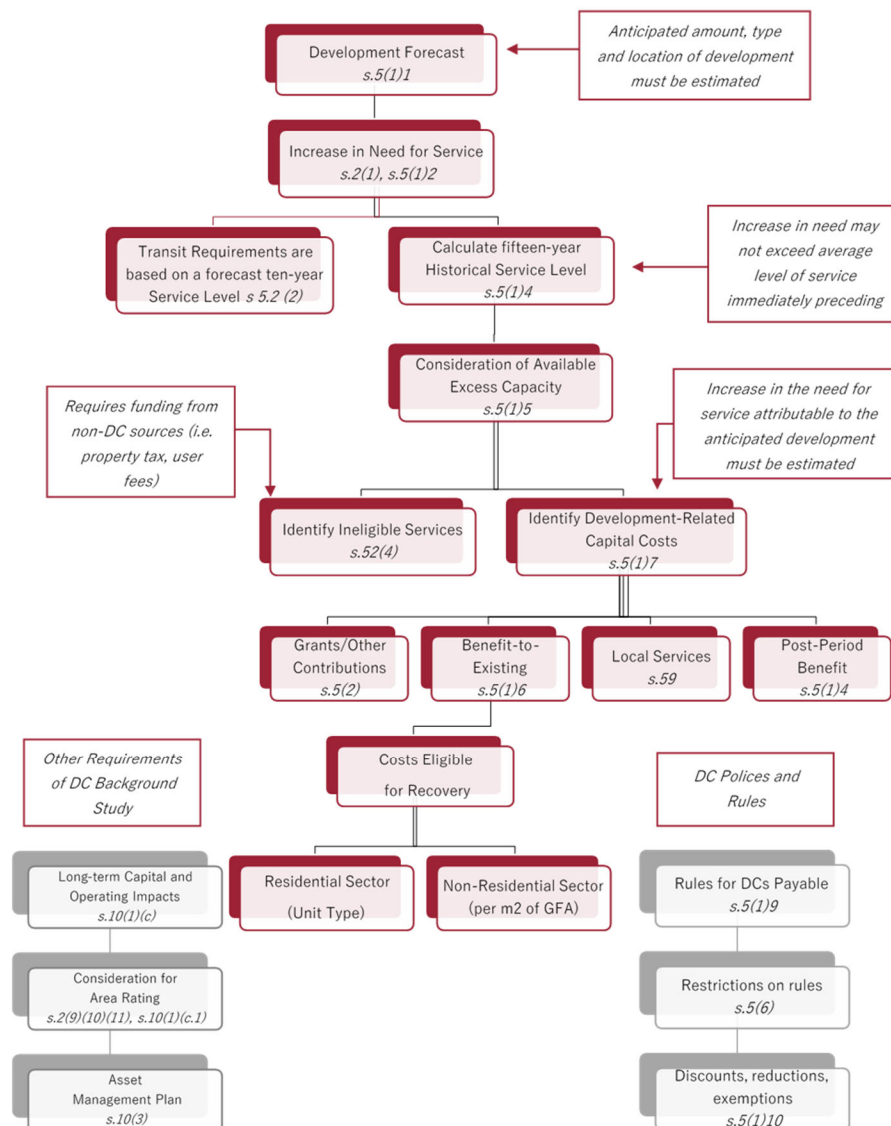 Development Forecast
s.5(1)1
Anticipated amount, type
and location of development
must be estimated
Increase in Need for Service
s.2(1), s.5(1)2
Transit Requirements are
based on a forecast ten-year
Service Level s 5.2 (2)
Calculate fifteen-year
Historical Service Level
s.5(1)4
Increase in need may
not exceed average
level of service
immediately preceding
Consideration of Available
Excess Capacity
s.5(1)5
Requires funding from
non-DC sources (i.e.
property tax, user
fees)
Increase in the need for
service attributable to the
anticipated development
must be estimated
Identify Ineligible Services
s.52(4)
Identify Development-Related
Capital Costs
s.5(1)7
Grants/Other
Contributions
s.5(2)
Benefit-to-
Existing
s.5(1)6
Local Services
s.59
Post-Period
Benefit
s.5(1)4
Other Requirements
of DC Background
Study
Costs Eligible
for Recovery
DC Polices and
Rules
Long-term Capital and
Operating Impacts
s.10(1)(c)
Residential Sector
(Unit Type)
Non-Residential Sector
(per m2 of GFA)
Rules for DCs Payable
s.5(1)9
Consideration for
Area Rating
s.2(9)(10)(11), s.10(1)(c.1)
Restrictions on rules
s.5(6)
Asset
Management Plan
s.10(3)
Discounts, reductions,
exemptions
s.5(1)10